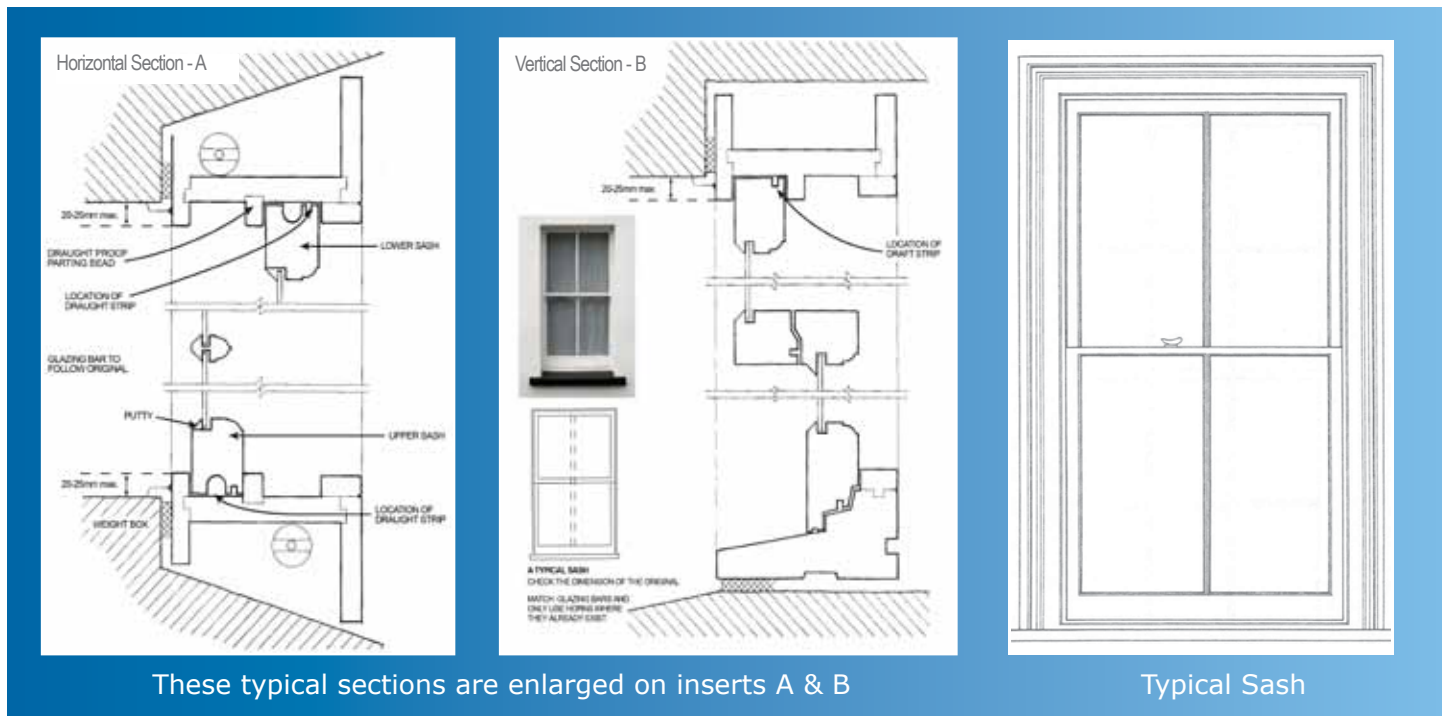 Horizontal Section - A
20-25mm max.
DRAUGHT PROOF
PARTING BEAD
LOWER SASH
LOCATION OF
DRAUGHT STRIP
GLAZING BAR TO
FOLLOW ORIGINAL
PUTTY
UPPER SASH
20-25mm max.
LOCATION OF
DRAUGHT STRIP
WEIGHT BOX
Vertical Section - B
20-25mm max.
LOCATION OF
DRAFT STRIP
A TYPICAL SASH
CHECK THE DIMENSION OF THE ORIGINAL
MATCH GLAZING BARS AND
ONLY USE HORNS WHERE
THEY ALREADY EXIST
These typical sections are enlarged on inserts A & B
Typical Sash